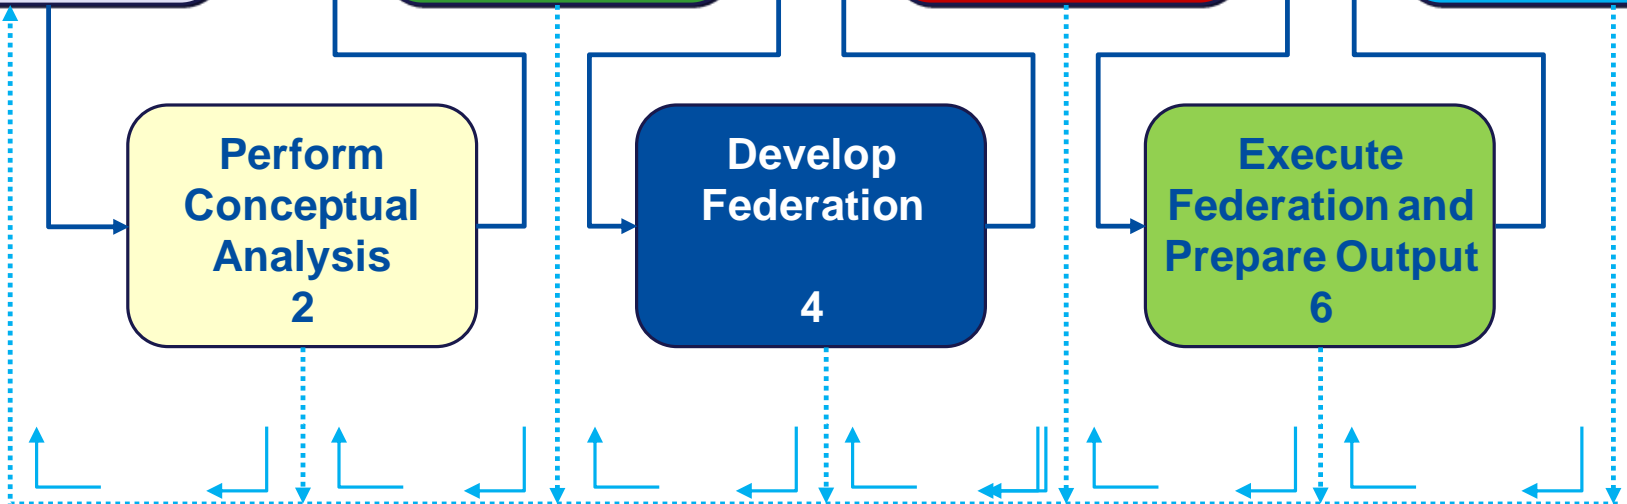 Perform
Conceptual
Analysis
2
Develop
Federation
4
Execute
Federation and
Prepare Output
6